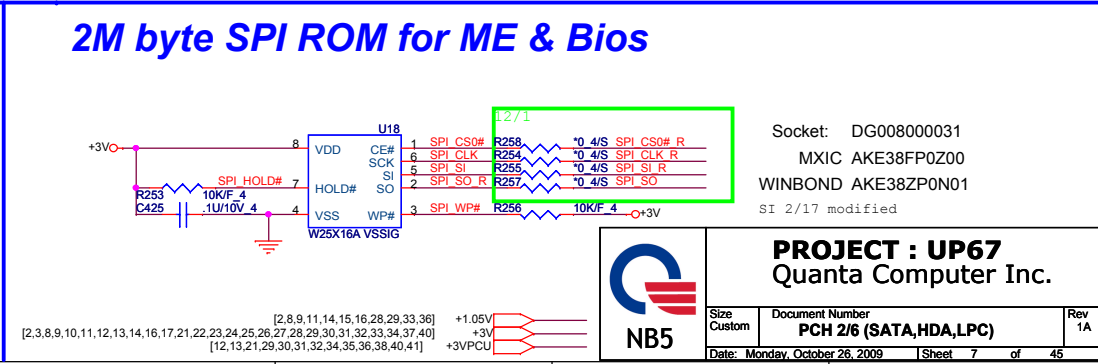 2M byte SPI ROM for ME & Bios
12/1
U18
+3V
8 VDD CE# 1 SPI_CS0# R258 *0_4/S SPI_CS0#_R
SCK 6 SPI_CLK R254 *0_4/S SPI_CLK_R
SI 5 SPI_SI R255 *0_4/S SPI_SI_R
SPI_HOLD# 7 HOLD# SO 2 SPI_SO_R R257 *0_4/S SPI_SO
R253 10K/F_4
C425 .1U/10V_4 4 VSS WP# 3 SPI_WP# R256 10K/F_4 +3V
W25X16A VSSIG
Socket: DG008000031
MXIC AKE38FP0Z00
WINBOND AKE38ZP0N01
SI 2/17 modified
[2,8,9,11,14,15,16,28,29,33,36] +1.05V
[2,3,8,9,10,11,12,13,14,16,17,21,22,23,24,25,26,27,28,29,30,31,32,33,34,37,40] +3V
[12,13,21,29,30,31,32,34,35,36,38,40,41] +3VPCU
NB5
PROJECT : UP67
Quanta Computer Inc.
Size Custom
Document Number
PCH 2/6 (SATA,HDA,LPC)
Rev 1A
Date: Monday, October 26, 2009 Sheet 7 of 45